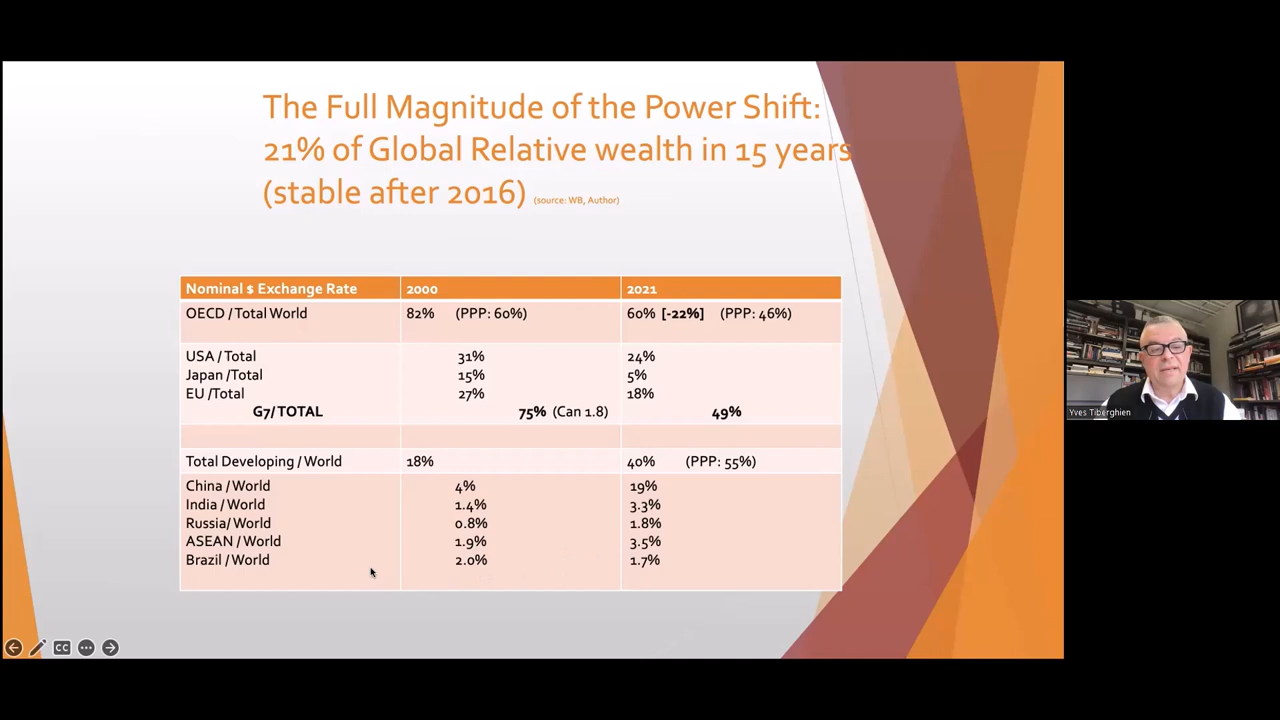 The Full Magnitude of the Power Shift:
21% of Global Relative wealth in 15 years
(stable after 2016) (source: WB, Author)
Nominal $ Exchange Rate 2000 2021
OECD / Total World 82% (PPP: 60%) 60% [-22%] (PPP: 46%)
USA / Total 31% 24%
Japan /Total 15% 5%
EU /Total 27% 18%
G7/ TOTAL 75% (Can 1.8) 49%
Total Developing / World 18% 40% (PPP: 55%)
China / World 4% 19%
India / World 1.4% 3.3%
Russia/ World 0.8% 1.8%
ASEAN / World 1.9% 3.5%
Brazil / World 2.0% 1.7%
CC
Yves Tiberghien